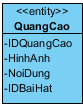 <<entity>>
QuangCao
-IDQuangCao
-HinhAnh
-NoiDung
-IDBaiHat